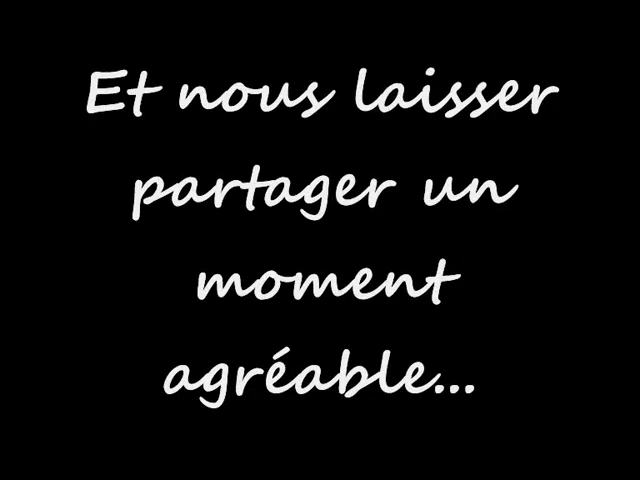 Et nous laisser
partager un
moment
agréable...